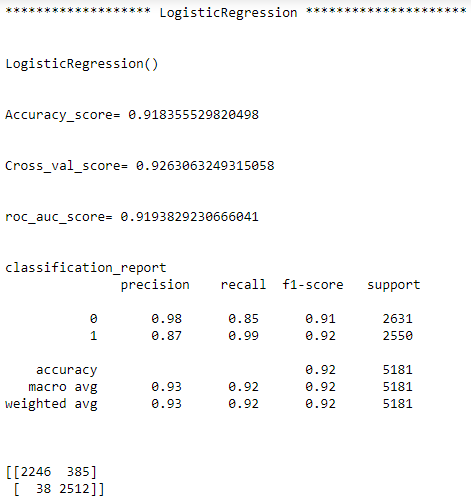 ******************* LogisticRegression *********************
LogisticRegression()
Accuracy_score= 0.918355529820498
Cross_val_score= 0.9263063249315058
roc_auc_score= 0.9193829230666041
classification_report
precision recall f1-score support
0 0.98 0.85 0.91 2631
1 0.87 0.99 0.92 2550
accuracy 0.92 5181
macro avg 0.93 0.92 0.92 5181
weighted avg 0.93 0.92 0.92 5181
[[2246 385]
[ 38 2512]]